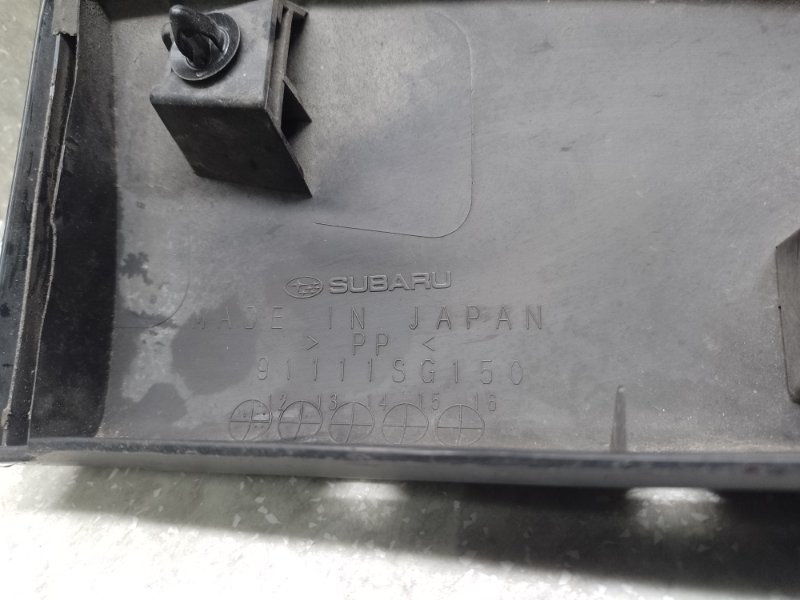 SUBARU
MADE IN JAPAN
> PP <
91111SG150
12 13 14 15 16